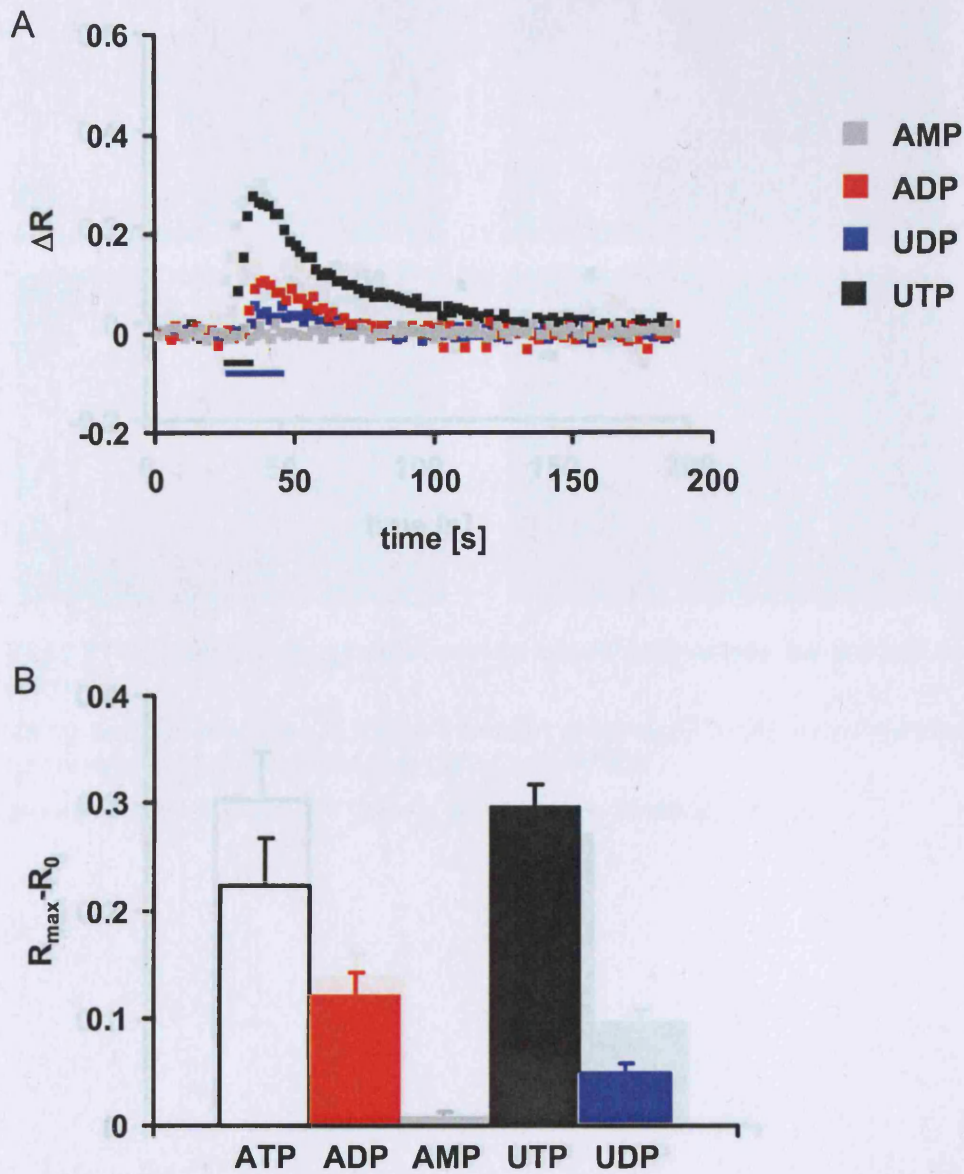 A
0.6
0.4
0.2
0
-0.2
ΔR
0 50 100 150 200
time [s]
AMP
ADP
UDP
UTP
B
0.4
0.3
0.2
0.1
0
Rmax-R0
ATP ADP AMP UTP UDP